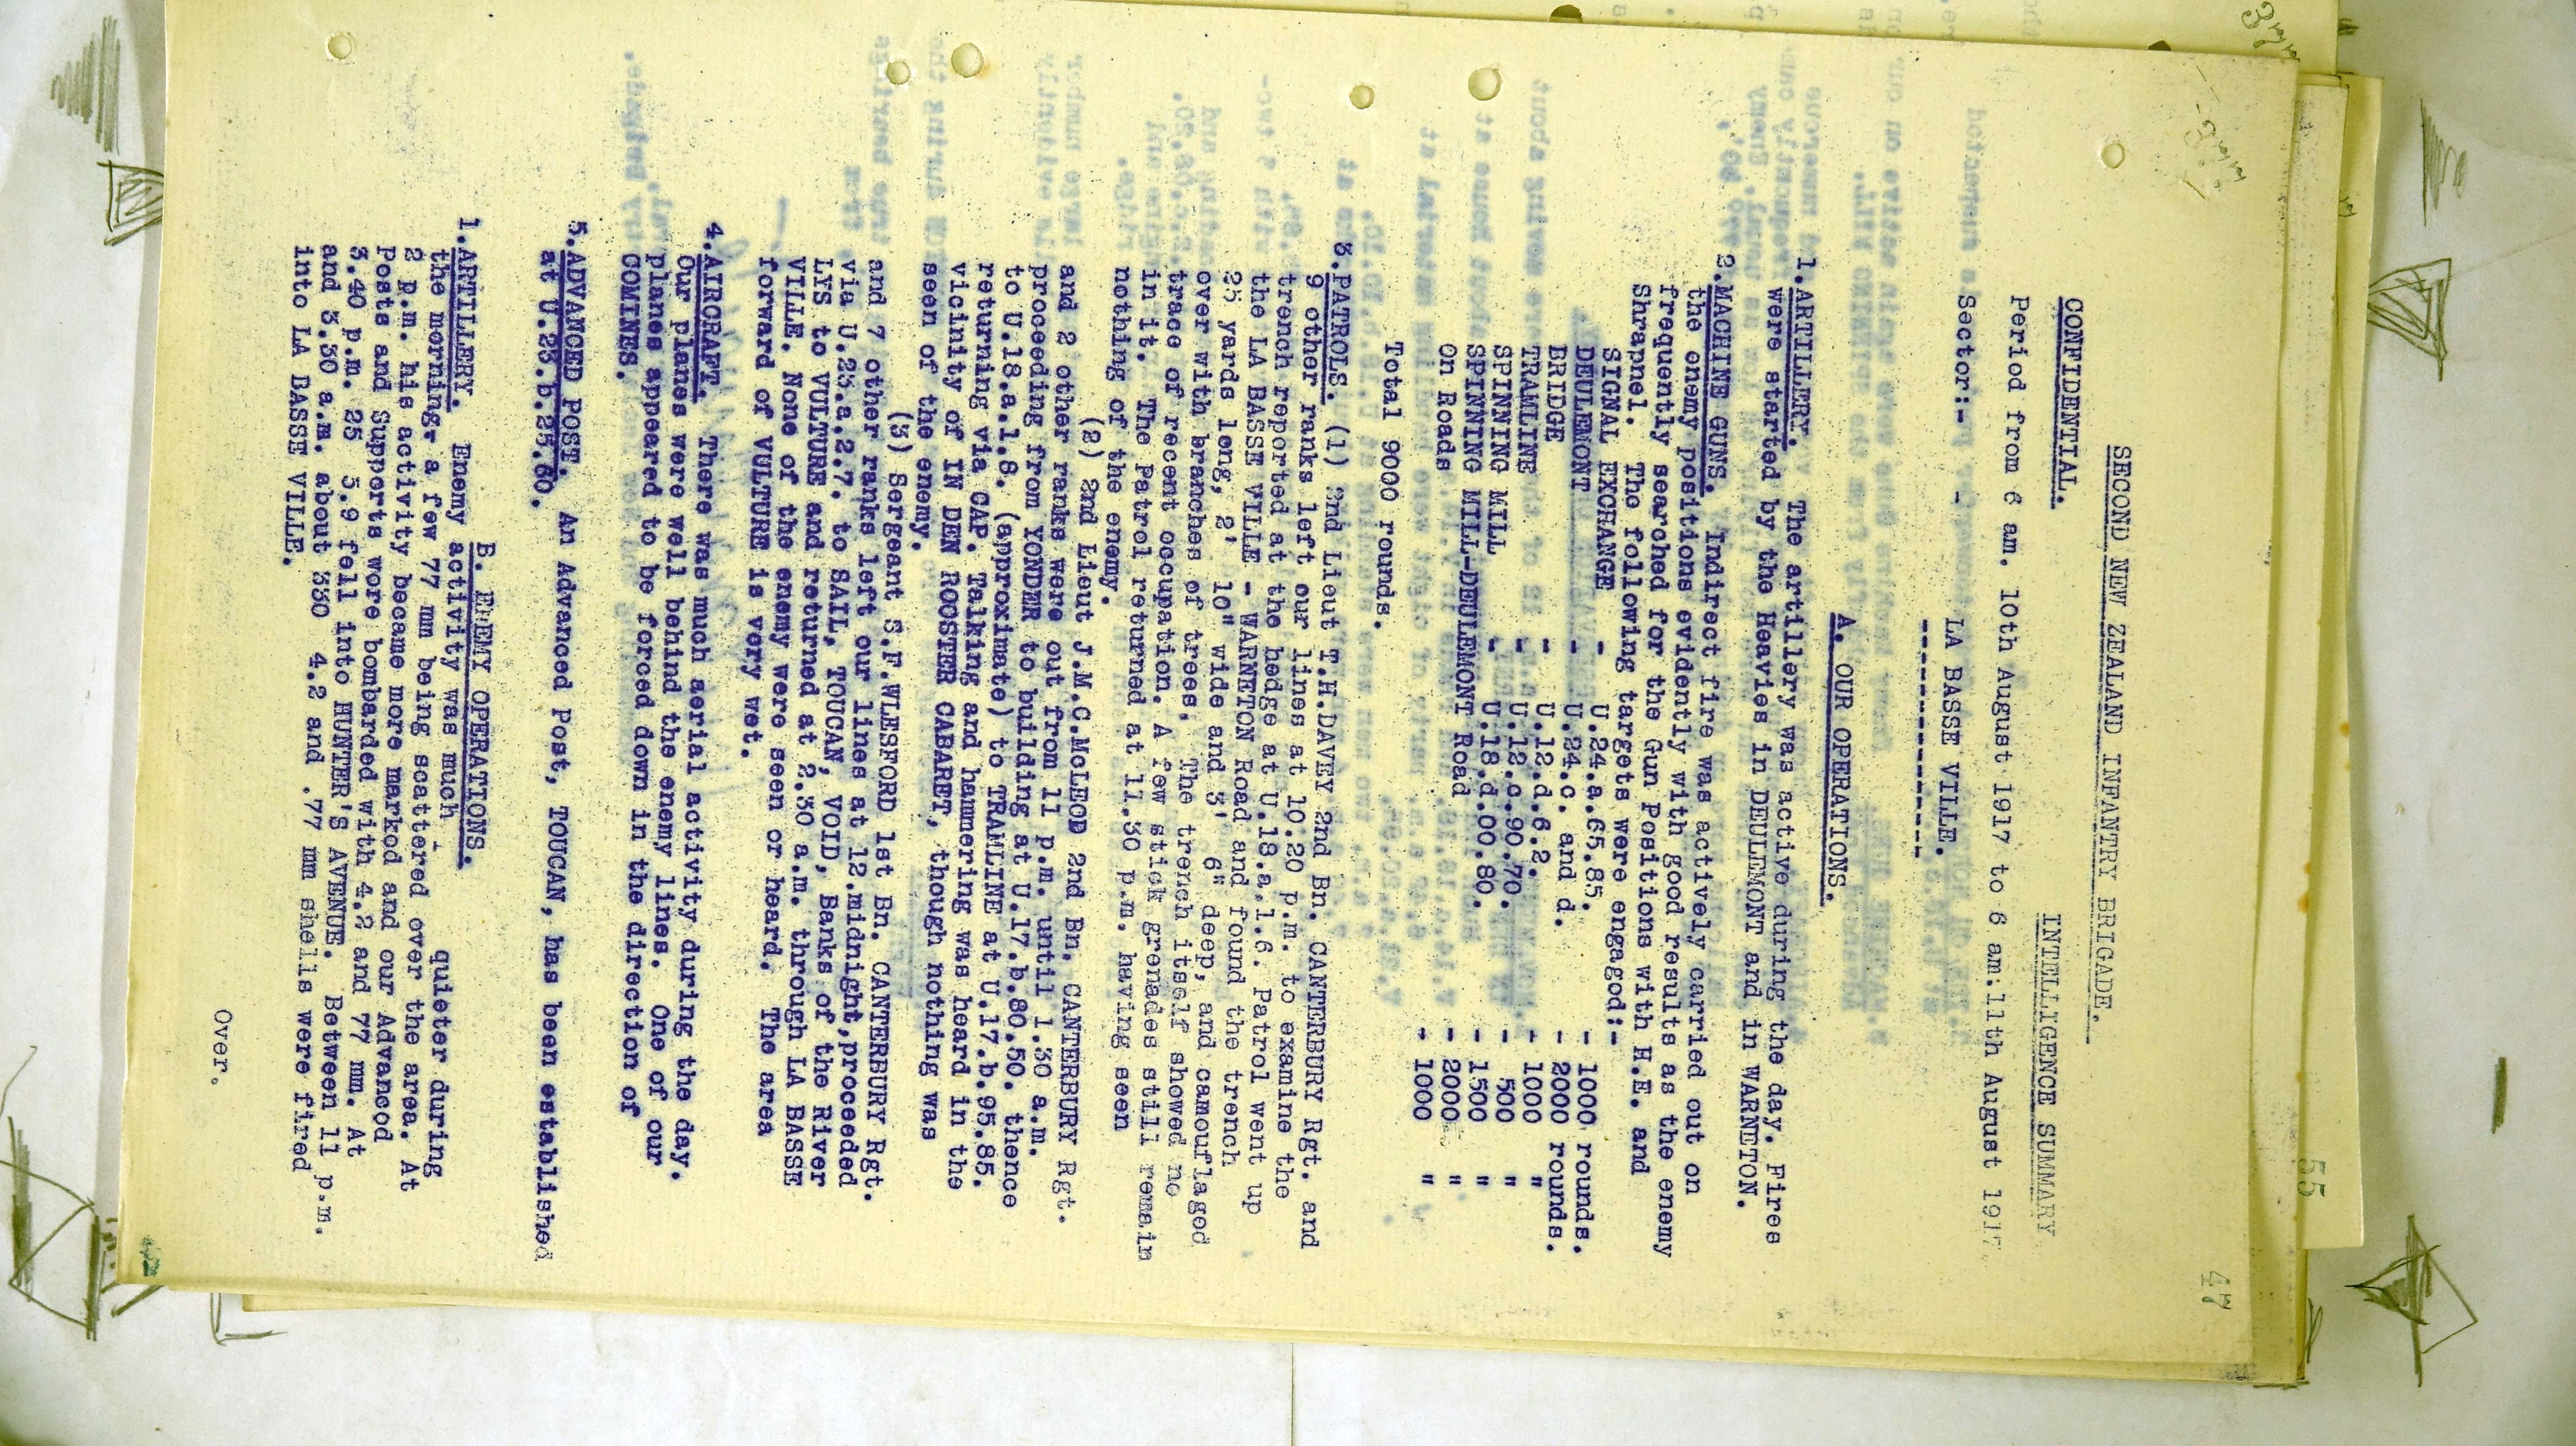 55
47
SECOND NEW ZEALAND INFANTRY BRIGADE.
INTELLIGENCE SUMMARY
CONFIDENTIAL.
Period from 6 am. 10th August 1917 to 6 am.11th August 1917.
Sector:- LA BASSE VILLE.
-----------------
A. OUR OPERATIONS.
1.ARTILLERY. The artillery was active during the day. Fires
were started by the Heavies in DEULEMONT and in WARNETON.
2.MACHINE GUNS. Indirect fire was actively carried out on
the enemy positions evidently with good results as the enemy
frequently searched for the Gun Positions with H.E. and
Shrapnel. The following targets were engaged:-
SIGNAL EXCHANGE - U.24.a.65.85. - 1000 rounds.
DEULEMONT - U.24.c. and d. - 2000 rounds.
BRIDGE - U.12.d.6.2. - 1000 "
TRAMLINE - U.12.c.90.70. - 500 "
SPINNING MILL - U.18.d.00.80. - 1500 "
SPINNING MILL-DEULEMONT Road - 2000 "
On Roads - 1000 "
Total 9000 rounds.
3.PATROLS. (1) 2nd Lieut T.H.DAVEY 2nd Bn. CANTERBURY Rgt. and
9 other ranks left our lines at 10.20 p.m. to examine the
trench reported at the hedge at U.18.a.1.6. Patrol went up
the LA BASSE VILLE - WARNETON Road and found the trench
25 yards long, 2' 10" wide and 3' 6" deep, and camouflaged
over with branches of trees. The trench itself showed no
trace of recent occupation. A few stick grenades still remain
in it. The Patrol returned at 11.30 p.m. having seen
nothing of the enemy.
(2) 2nd Lieut J.M.C.McLEOD 2nd Bn. CANTERBURY Rgt.
and 2 other ranks were out from 11 p.m. until 1.30 a.m.
proceeding from YONDER to building at U.17.b.80.50. thence
to U.18.a.1.8. (approximate) to TRAMLINE at U.17.b.95.85.
returning via CAP. Talking and hammering was heard in the
vicinity of IN DEN ROOSTER CABARET, though nothing was
seen of the enemy.
(3) Sergeant S.F.WLESFORD 1st Bn. CANTERBURY Rgt.
and 7 other ranks left our lines at 12.midnight,proceeded
via U.23.a.2.7. to SAIL, TOUCAN, VOID, Banks of the River
LYS to VULTURE and returned at 2.30 a.m. through LA BASSE
VILLE. None of the enemy were seen or heard. The area
forward of VULTURE is very wet.
4.AIRCRAFT. There was much aerial activity during the day.
Our planes were well behind the enemy lines. One of our
planes appeared to be forced down in the direction of
COMINES.
5.ADVANCED POST. An Advanced Post, TOUCAN, has been established
at U.23.b.25.60.
B. ENEMY OPERATIONS.
1.ARTILLERY. Enemy activity was much quieter during
the morning- a few 77 mm being scattered over the area. At
2 p.m. his activity became more marked and our Advanced
Posts and Supports were bombarded with 4.2 and 77 mm. At
3.40 p.m. 25 5.9 fell into HUNTER'S AVENUE. Between 11 p.m.
and 3.30 a.m. about 330 4.2 and .77 mm shells were fired
into LA BASSE VILLE.
Over.